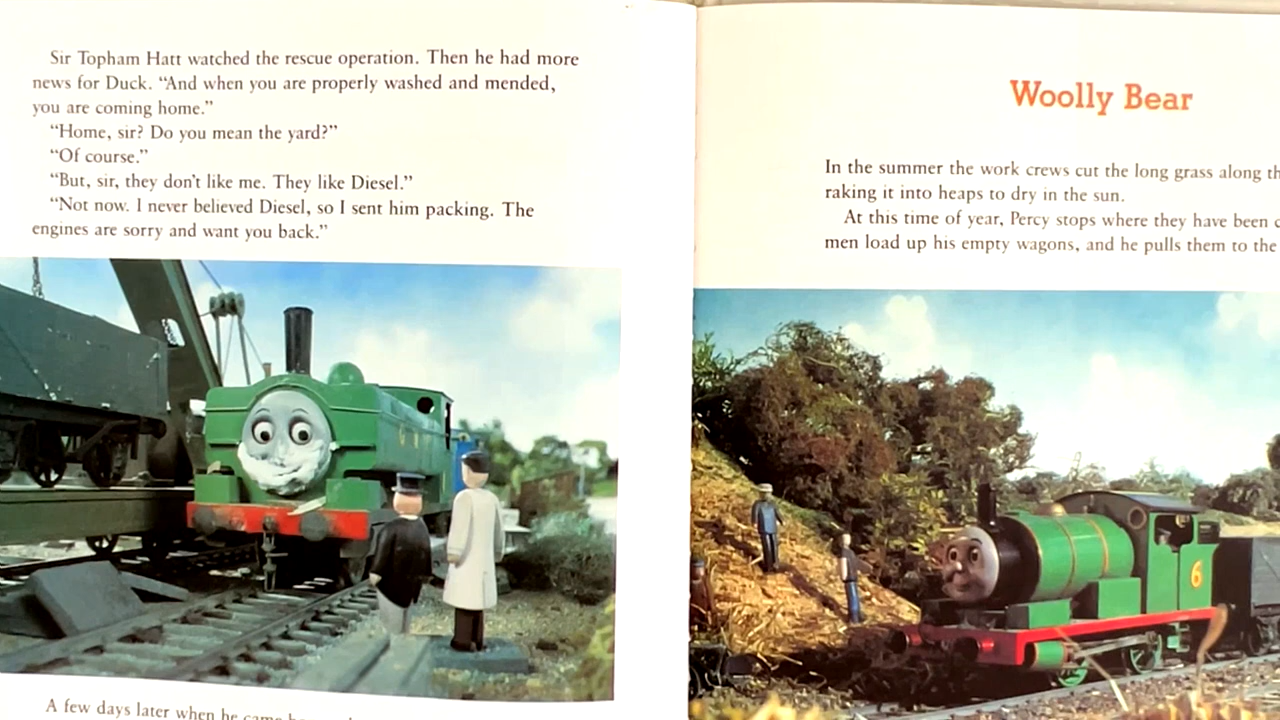 Sir Topham Hatt watched the rescue operation. Then he had more
news for Duck. “And when you are properly washed and mended,
you are coming home.”
“Home, sir? Do you mean the yard?”
“Of course.”
“But, sir, they don’t like me. They like Diesel.”
“Not now. I never believed Diesel, so I sent him packing. The
engines are sorry and want you back.”
A few days later when he came
Woolly Bear
In the summer the work crews cut the long grass along
raking it into heaps to dry in the sun.
At this time of year, Percy stops where they have been
men load up his empty wagons, and he pulls them to the
6